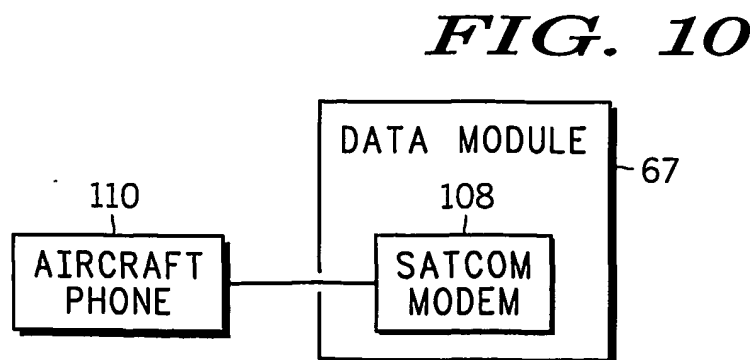 FIG. 10
DATA MODULE
67
110
108
AIRCRAFT
PHONE
SATCOM
MODEM